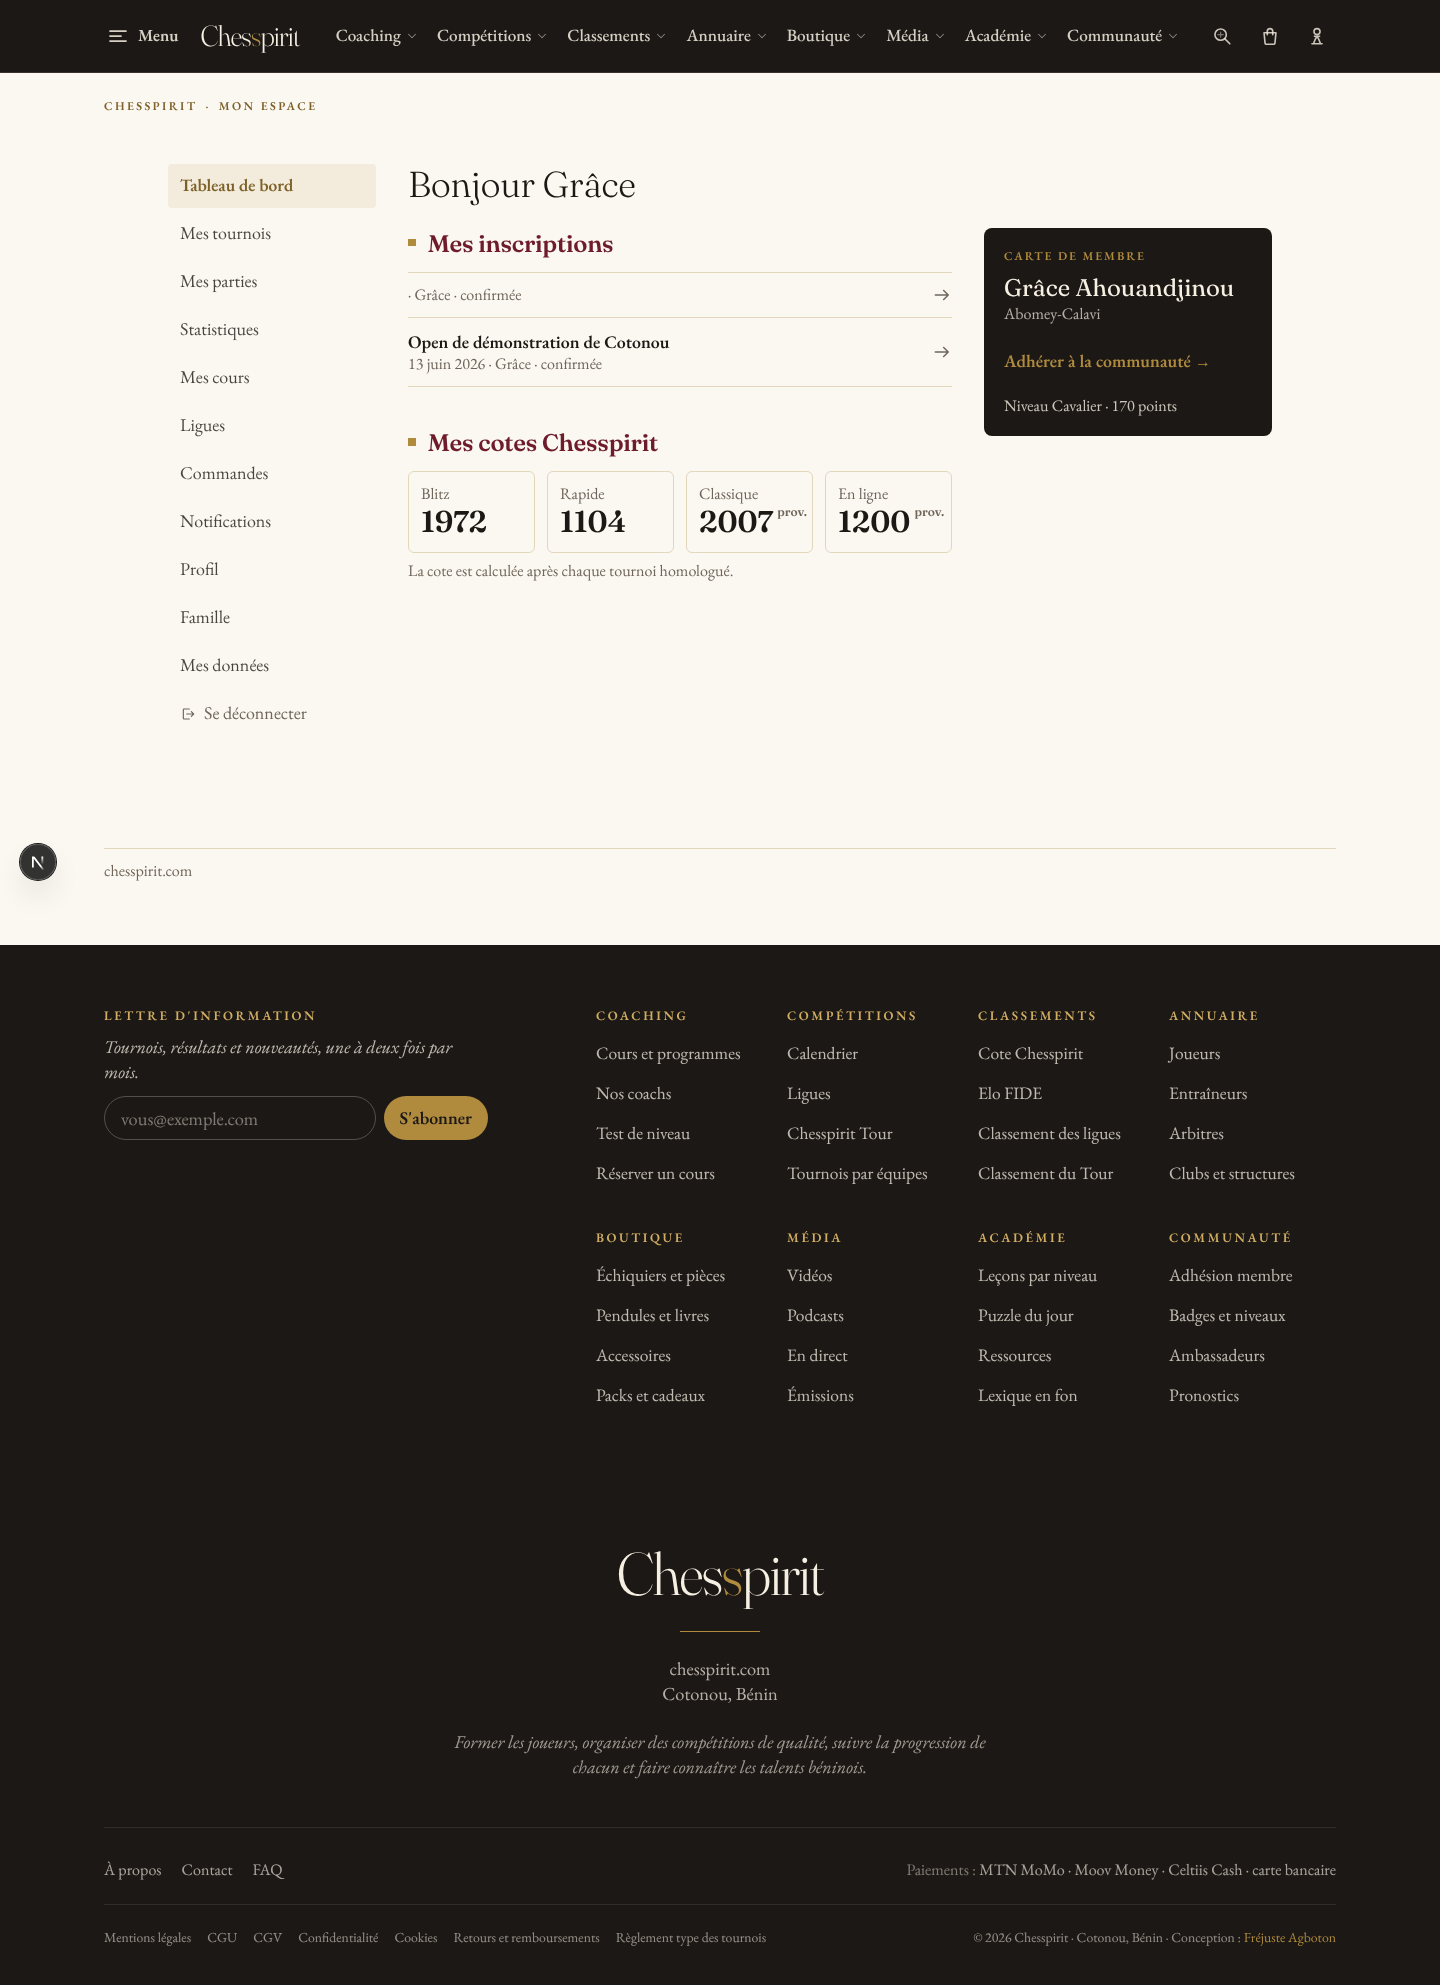 Menu
Chesspirit
Coaching
Compétitions
Classements
Annuaire
Boutique
Média
Académie
Communauté
CHESSPIRIT · MON ESPACE
Tableau de bord
Mes tournois
Mes parties
Statistiques
Mes cours
Ligues
Commandes
Notifications
Profil
Famille
Mes données
Se déconnecter
Bonjour Grâce
Mes inscriptions
· Grâce · confirmée
Open de démonstration de Cotonou
13 juin 2026 · Grâce · confirmée
Mes cotes Chesspirit
Blitz
1972
Rapide
1104
Classique
2007 prov.
En ligne
1200 prov.
La cote est calculée après chaque tournoi homologué.
CARTE DE MEMBRE
Grâce Ahouandjinou
Abomey-Calavi
Adhérer à la communauté →
Niveau Cavalier · 170 points
N
chesspirit.com
LETTRE D'INFORMATION
Tournois, résultats et nouveautés, une à deux fois par
mois.
vous@exemple.com
S'abonner
COACHING
Cours et programmes
Nos coachs
Test de niveau
Réserver un cours
COMPÉTITIONS
Calendrier
Ligues
Chesspirit Tour
Tournois par équipes
CLASSEMENTS
Cote Chesspirit
Elo FIDE
Classement des ligues
Classement du Tour
ANNUAIRE
Joueurs
Entraîneurs
Arbitres
Clubs et structures
BOUTIQUE
Échiquiers et pièces
Pendules et livres
Accessoires
Packs et cadeaux
MÉDIA
Vidéos
Podcasts
En direct
Émissions
ACADÉMIE
Leçons par niveau
Puzzle du jour
Ressources
Lexique en fon
COMMUNAUTÉ
Adhésion membre
Badges et niveaux
Ambassadeurs
Pronostics
Chesspirit
chesspirit.com
Cotonou, Bénin
Former les joueurs, organiser des compétitions de qualité, suivre la progression de
chacun et faire connaître les talents béninois.
À propos
Contact
FAQ
Paiements : MTN MoMo · Moov Money · Celtiis Cash · carte bancaire
Mentions légales
CGU
CGV
Confidentialité
Cookies
Retours et remboursements
Règlement type des tournois
© 2026 Chesspirit · Cotonou, Bénin · Conception : Fréjuste Agboton